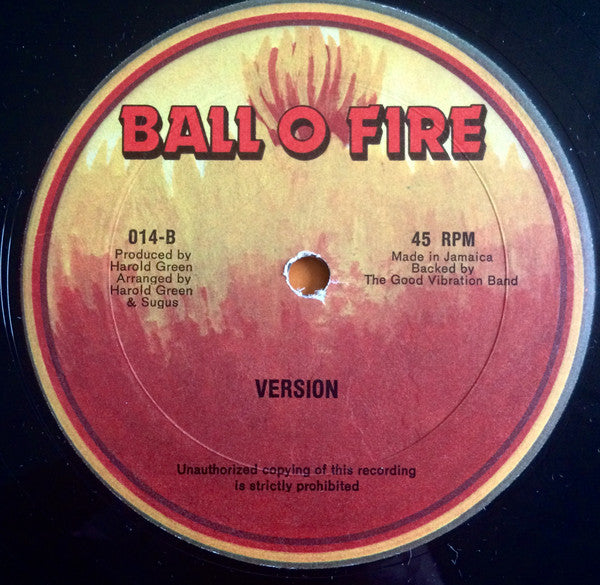 BALL O FIRE
014-B
Produced by
Harold Green
Arranged by
Harold Green
& Sugus
45 RPM
Made in Jamaica
Backed by
The Good Vibration Band
VERSION
Unauthorized copying of this recording
is strictly prohibited